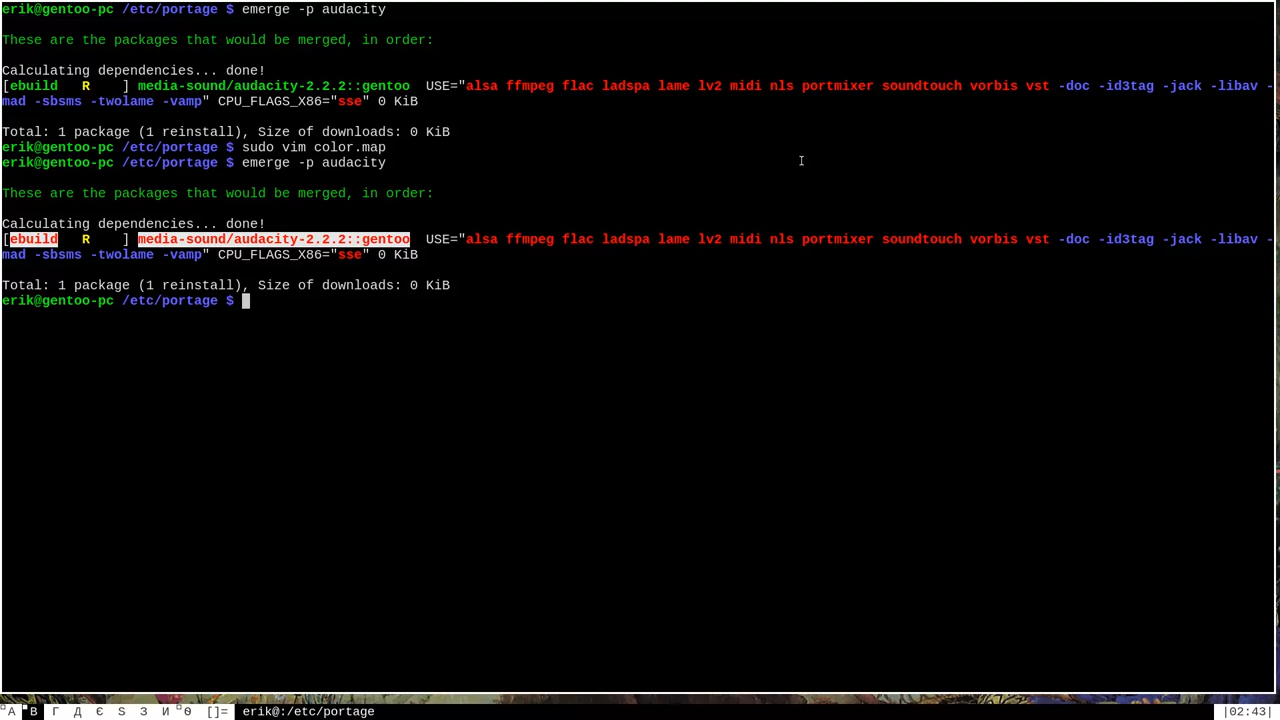 erik@gentoo-pc /etc/portage $ emerge -p audacity
These are the packages that would be merged, in order:
Calculating dependencies... done!
[ebuild   R    ] media-sound/audacity-2.2.2::gentoo  USE="alsa ffmpeg flac ladspa lame lv2 midi nls portmixer soundtouch vorbis vst -doc -id3tag -jack -libav -
mad -sbsms -twolame -vamp" CPU_FLAGS_X86="sse" 0 KiB
Total: 1 package (1 reinstall), Size of downloads: 0 KiB
erik@gentoo-pc /etc/portage $ sudo vim color.map
erik@gentoo-pc /etc/portage $ emerge -p audacity
These are the packages that would be merged, in order:
Calculating dependencies... done!
[ebuild   R    ] media-sound/audacity-2.2.2::gentoo  USE="alsa ffmpeg flac ladspa lame lv2 midi nls portmixer soundtouch vorbis vst -doc -id3tag -jack -libav -
mad -sbsms -twolame -vamp" CPU_FLAGS_X86="sse" 0 KiB
Total: 1 package (1 reinstall), Size of downloads: 0 KiB
erik@gentoo-pc /etc/portage $
А В Г Д Є Ѕ З И Ѳ []= erik@:/etc/portage |02:43|